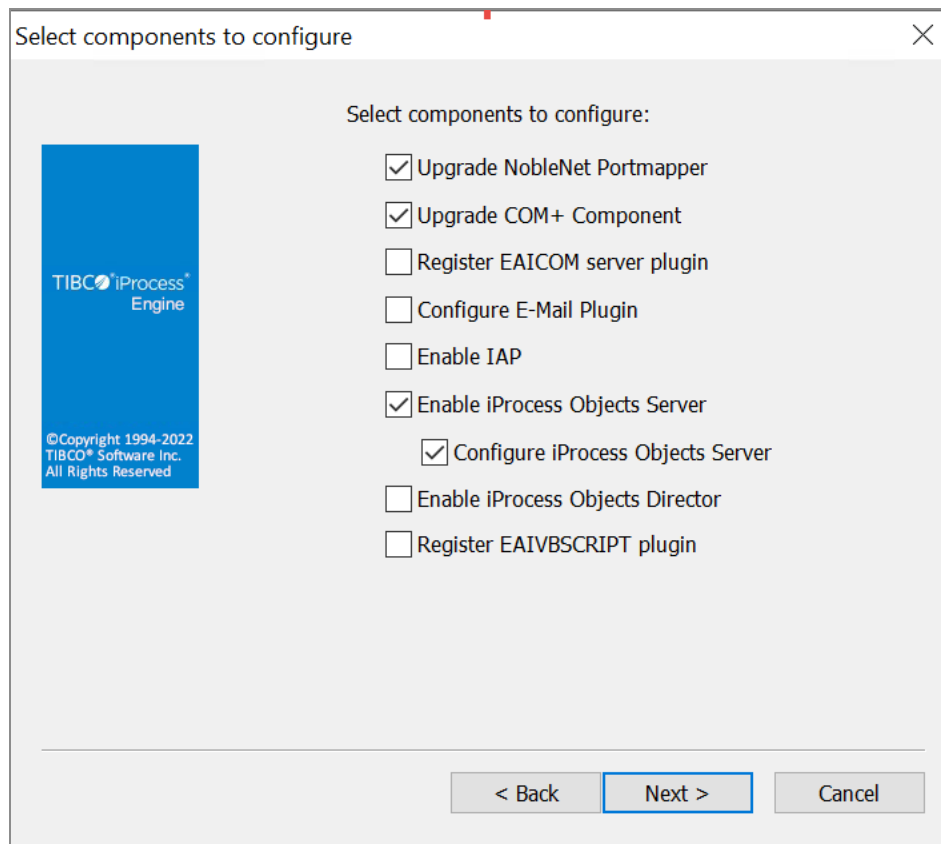 Select components to configure
Select components to configure:
Upgrade NobleNet Portmapper
Upgrade COM+ Component
Register EAICOM server plugin
Configure E-Mail Plugin
Enable IAP
Enable iProcess Objects Server
Configure iProcess Objects Server
Enable iProcess Objects Director
Register EAIVBSCRIPT plugin
TIBCO® iProcess®
Engine
©Copyright 1994-2022
TIBCO® Software Inc.
All Rights Reserved
< Back
Next >
Cancel